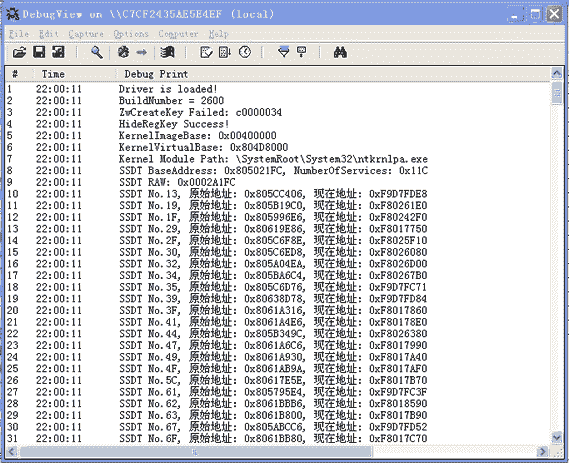 DebugView on \\C7CF2435AE5E4EF (local)
File Edit Capture Options Computer Help
# Time Debug Print
1 22:00:11 Driver is loaded!
2 22:00:11 BuildNumber = 2600
3 22:00:11 ZwCreateKey Failed: c0000034
4 22:00:11 HideRegKey Success!
5 22:00:11 KernelImageBase: 0x00400000
6 22:00:11 KernelVirtualBase: 0x804D8000
7 22:00:11 Kernel Module Path: \SystemRoot\System32\ntkrnlpa.exe
8 22:00:11 SSDT BaseAddress: 0x805021FC, NumberOfServices: 0x11C
9 22:00:11 SSDT RAW: 0x0002A1FC
10 22:00:11 SSDT No.13, 原始地址: 0x805CC406, 现在地址: 0xF9D7FDE8
11 22:00:11 SSDT No.19, 原始地址: 0x805B19C0, 现在地址: 0xF80261E0
12 22:00:11 SSDT No.1F, 原始地址: 0x805996E6, 现在地址: 0xF80242F0
13 22:00:11 SSDT No.29, 原始地址: 0x80619E86, 现在地址: 0xF8017750
14 22:00:11 SSDT No.2F, 原始地址: 0x805C6F8E, 现在地址: 0xF8025F10
15 22:00:11 SSDT No.30, 原始地址: 0x805C6ED8, 现在地址: 0xF8026080
16 22:00:11 SSDT No.32, 原始地址: 0x805A04EA, 现在地址: 0xF8026D00
17 22:00:11 SSDT No.34, 原始地址: 0x805BA6C4, 现在地址: 0xF80267B0
18 22:00:11 SSDT No.35, 原始地址: 0x805C6D76, 现在地址: 0xF9D7FC71
19 22:00:11 SSDT No.39, 原始地址: 0x80638D78, 现在地址: 0xF9D7FD84
20 22:00:11 SSDT No.3F, 原始地址: 0x8061A316, 现在地址: 0xF8017860
21 22:00:11 SSDT No.41, 原始地址: 0x8061A4E6, 现在地址: 0xF80178E0
22 22:00:11 SSDT No.44, 原始地址: 0x805B349C, 现在地址: 0xF8026380
23 22:00:11 SSDT No.47, 原始地址: 0x8061A6C6, 现在地址: 0xF8017990
24 22:00:11 SSDT No.49, 原始地址: 0x8061A930, 现在地址: 0xF8017A40
25 22:00:11 SSDT No.4F, 原始地址: 0x8061AB9A, 现在地址: 0xF8017AF0
26 22:00:11 SSDT No.5C, 原始地址: 0x80617E5E, 现在地址: 0xF8017B70
27 22:00:11 SSDT No.61, 原始地址: 0x805795E4, 现在地址: 0xF9D7FC3F
28 22:00:11 SSDT No.62, 原始地址: 0x8061BBB6, 现在地址: 0xF8018590
29 22:00:11 SSDT No.63, 原始地址: 0x8061B800, 现在地址: 0xF8017B90
30 22:00:11 SSDT No.67, 原始地址: 0x805ABCC6, 现在地址: 0xF9D7FD52
31 22:00:11 SSDT No.6F, 原始地址: 0x8061BB80, 现在地址: 0xF8017C70